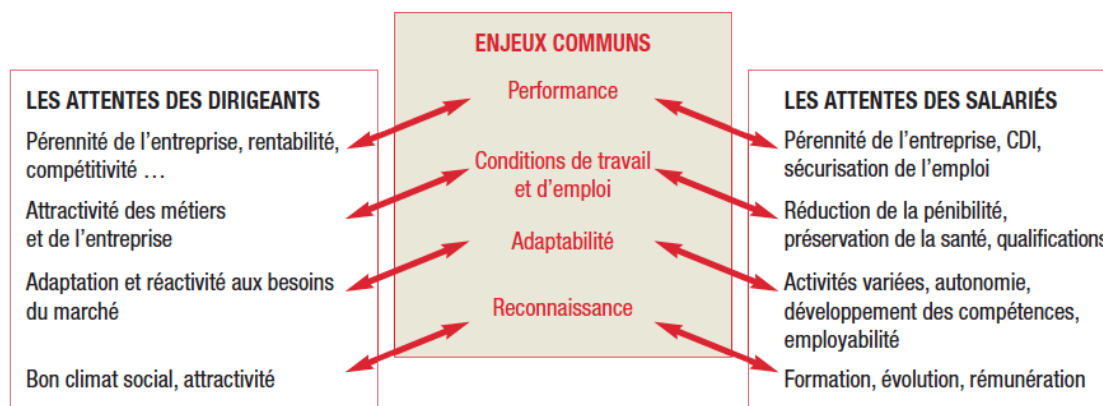 LES ATTENTES DES DIRIGEANTS
Pérennité de l'entreprise, rentabilité,
compétitivité …
Attractivité des métiers
et de l'entreprise
Adaptation et réactivité aux besoins
du marché
Bon climat social, attractivité
ENJEUX COMMUNS
Performance
Conditions de travail
et d'emploi
Adaptabilité
Reconnaissance
LES ATTENTES DES SALARIÉS
Pérennité de l'entreprise, CDI,
sécurisation de l'emploi
Réduction de la pénibilité,
préservation de la santé, qualifications
Activités variées, autonomie,
développement des compétences,
employabilité
Formation, évolution, rémunération